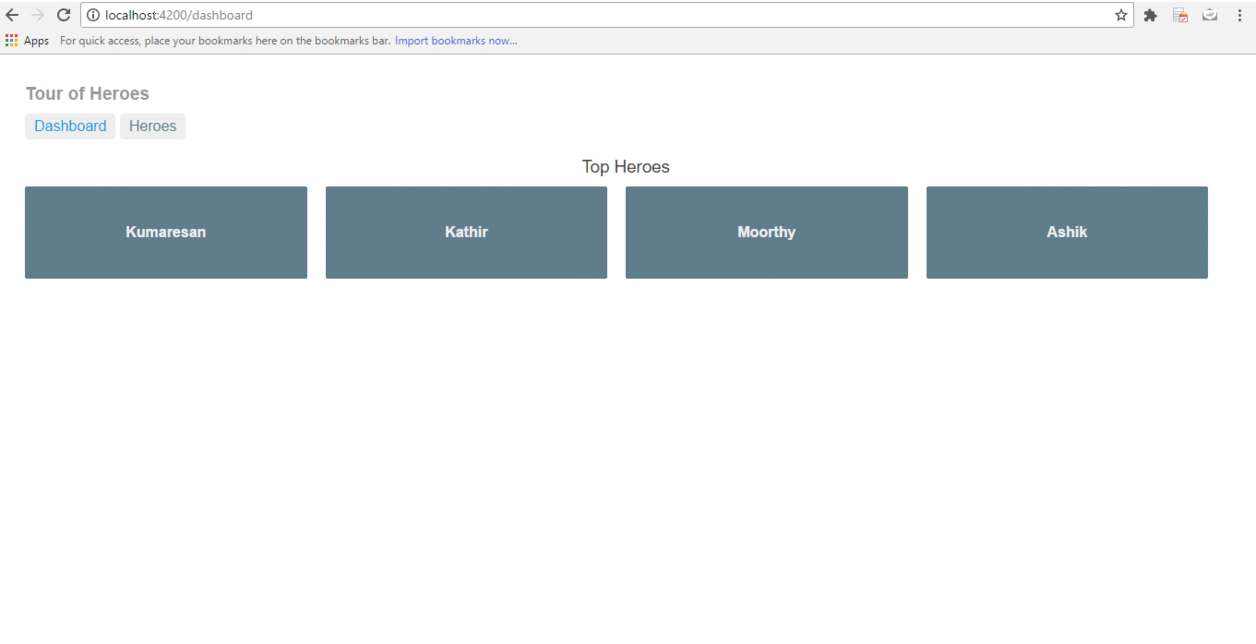 localhost:4200/dashboard
Apps For quick access, place your bookmarks here on the bookmarks bar. Import bookmarks now...
Tour of Heroes
Dashboard Heroes
Top Heroes
Kumaresan Kathir Moorthy Ashik